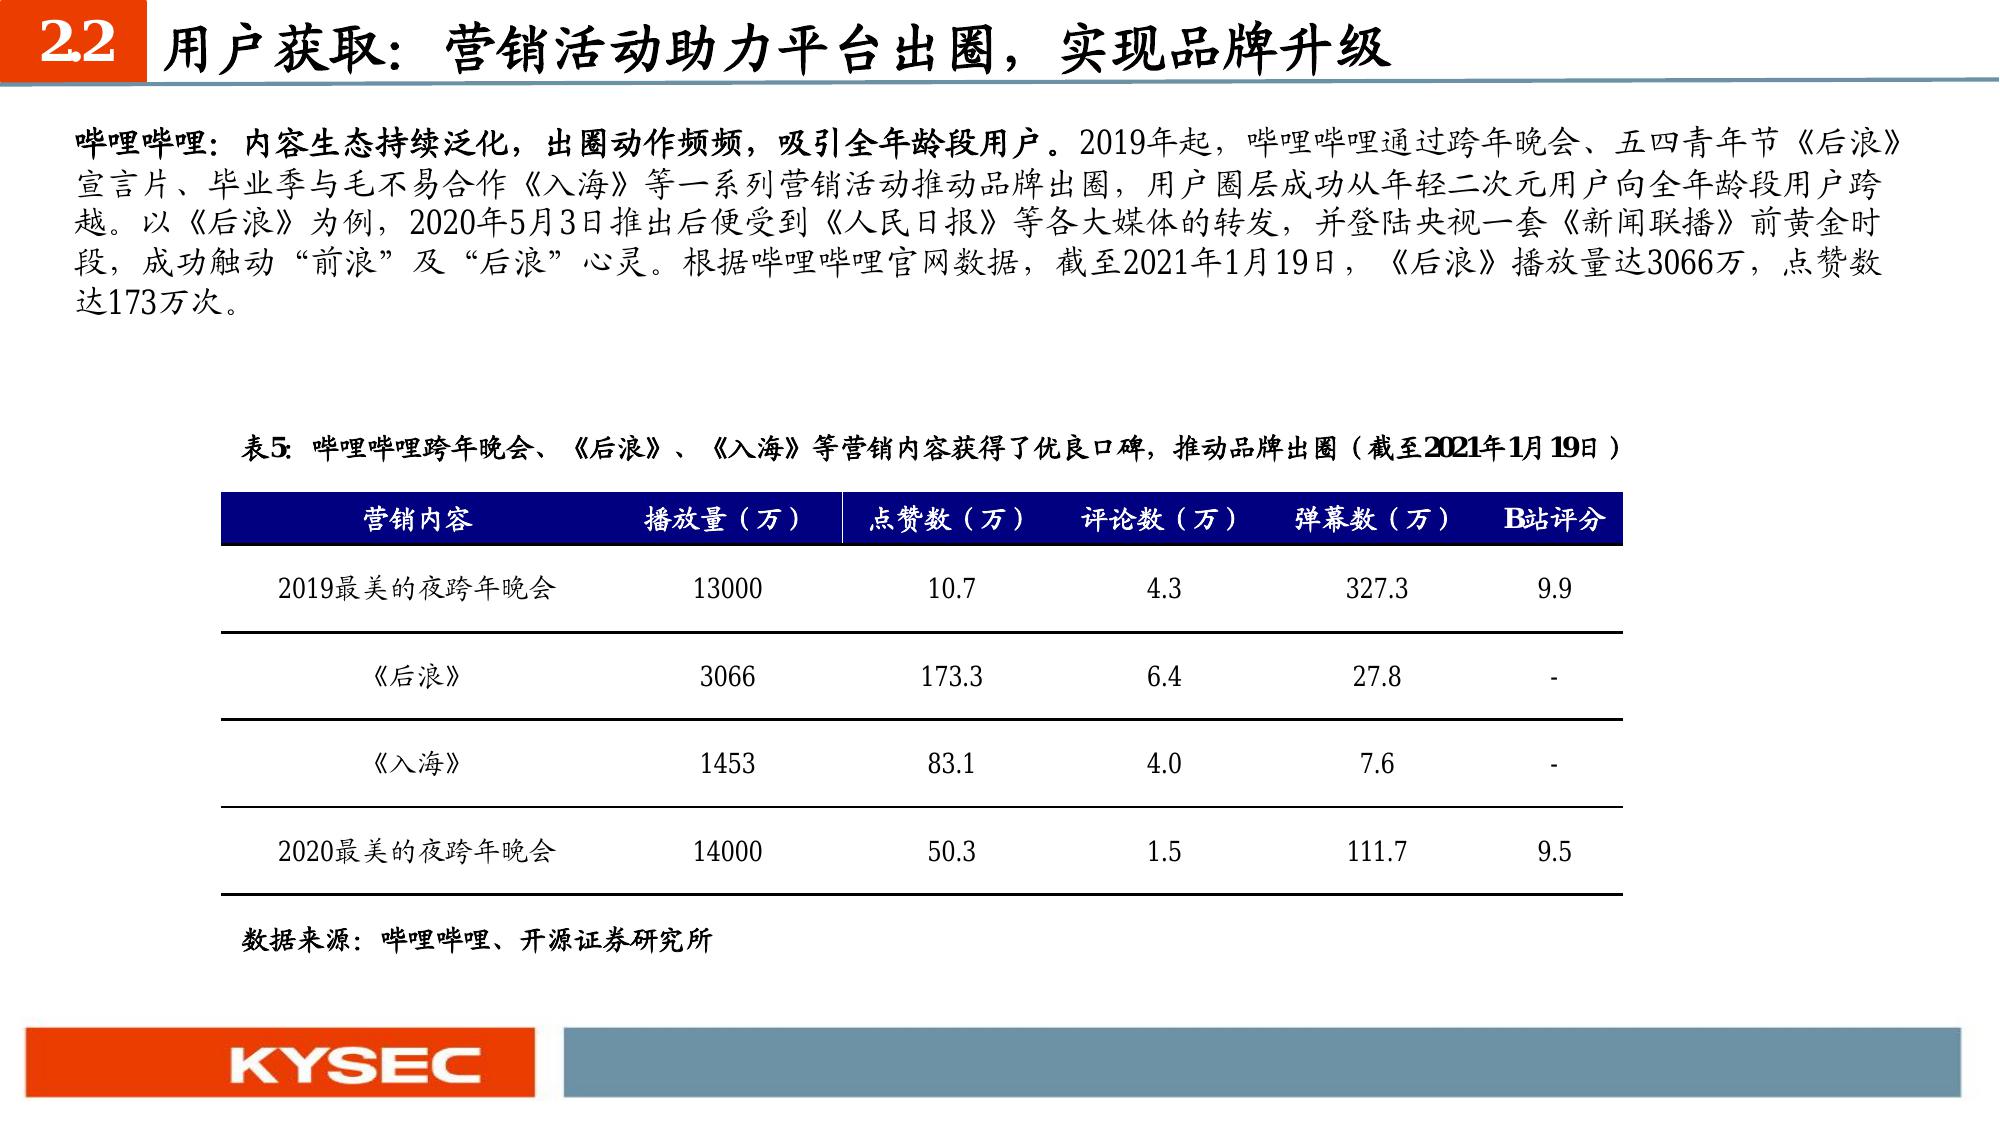 2.2 用户获取：营销活动助力平台出圈，实现品牌升级
哔哩哔哩：内容生态持续泛化，出圈动作频频，吸引全年龄段用户。2019年起，哔哩哔哩通过跨年晚会、五四青年节《后浪》
宣言片、毕业季与毛不易合作《入海》等一系列营销活动推动品牌出圈，用户圈层成功从年轻二次元用户向全年龄段用户跨
越。以《后浪》为例，2020年5月3日推出后便受到《人民日报》等各大媒体的转发，并登陆央视一套《新闻联播》前黄金时
段，成功触动“前浪”及“后浪”心灵。根据哔哩哔哩官网数据，截至2021年1月19日，《后浪》播放量达3066万，点赞数
达173万次。
表5：哔哩哔哩跨年晚会、《后浪》、《入海》等营销内容获得了优良口碑，推动品牌出圈（截至2021年1月19日）
营销内容 播放量（万） 点赞数（万） 评论数（万） 弹幕数（万） B站评分
2019最美的夜跨年晚会 13000 10.7 4.3 327.3 9.9
《后浪》 3066 173.3 6.4 27.8 -
《入海》 1453 83.1 4.0 7.6 -
2020最美的夜跨年晚会 14000 50.3 1.5 111.7 9.5
数据来源：哔哩哔哩、开源证券研究所
KYSEC